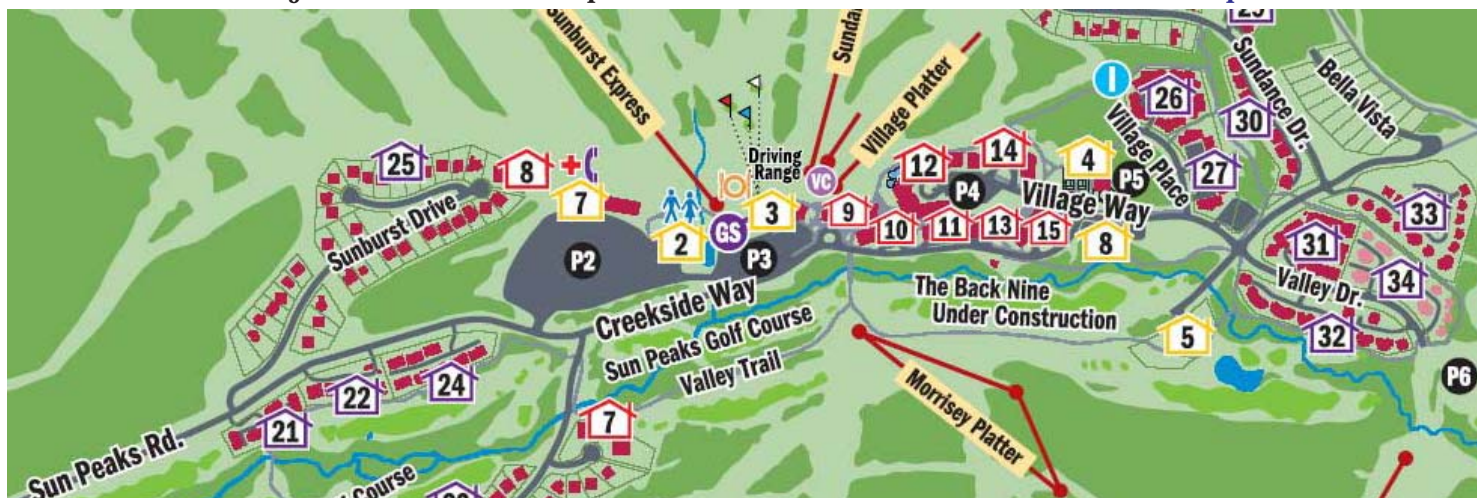 Sunburst Express
Village Platter
Driving
Range
VC
26
Sundance Dr.
Bella Vista
30
25
8
7
12
14
4
P5
Village Place
27
P4
Village Way
33
Sunburst Drive
2
GS
3
9
10
11
13
15
8
31
P2
P3
34
Creekside Way
The Back Nine
Under Construction
Valley Dr.
Sun Peaks Golf Course
5
32
Valley Trail
P6
22
24
Morrisey Platter
21
7
Sun Peaks Rd.
Course